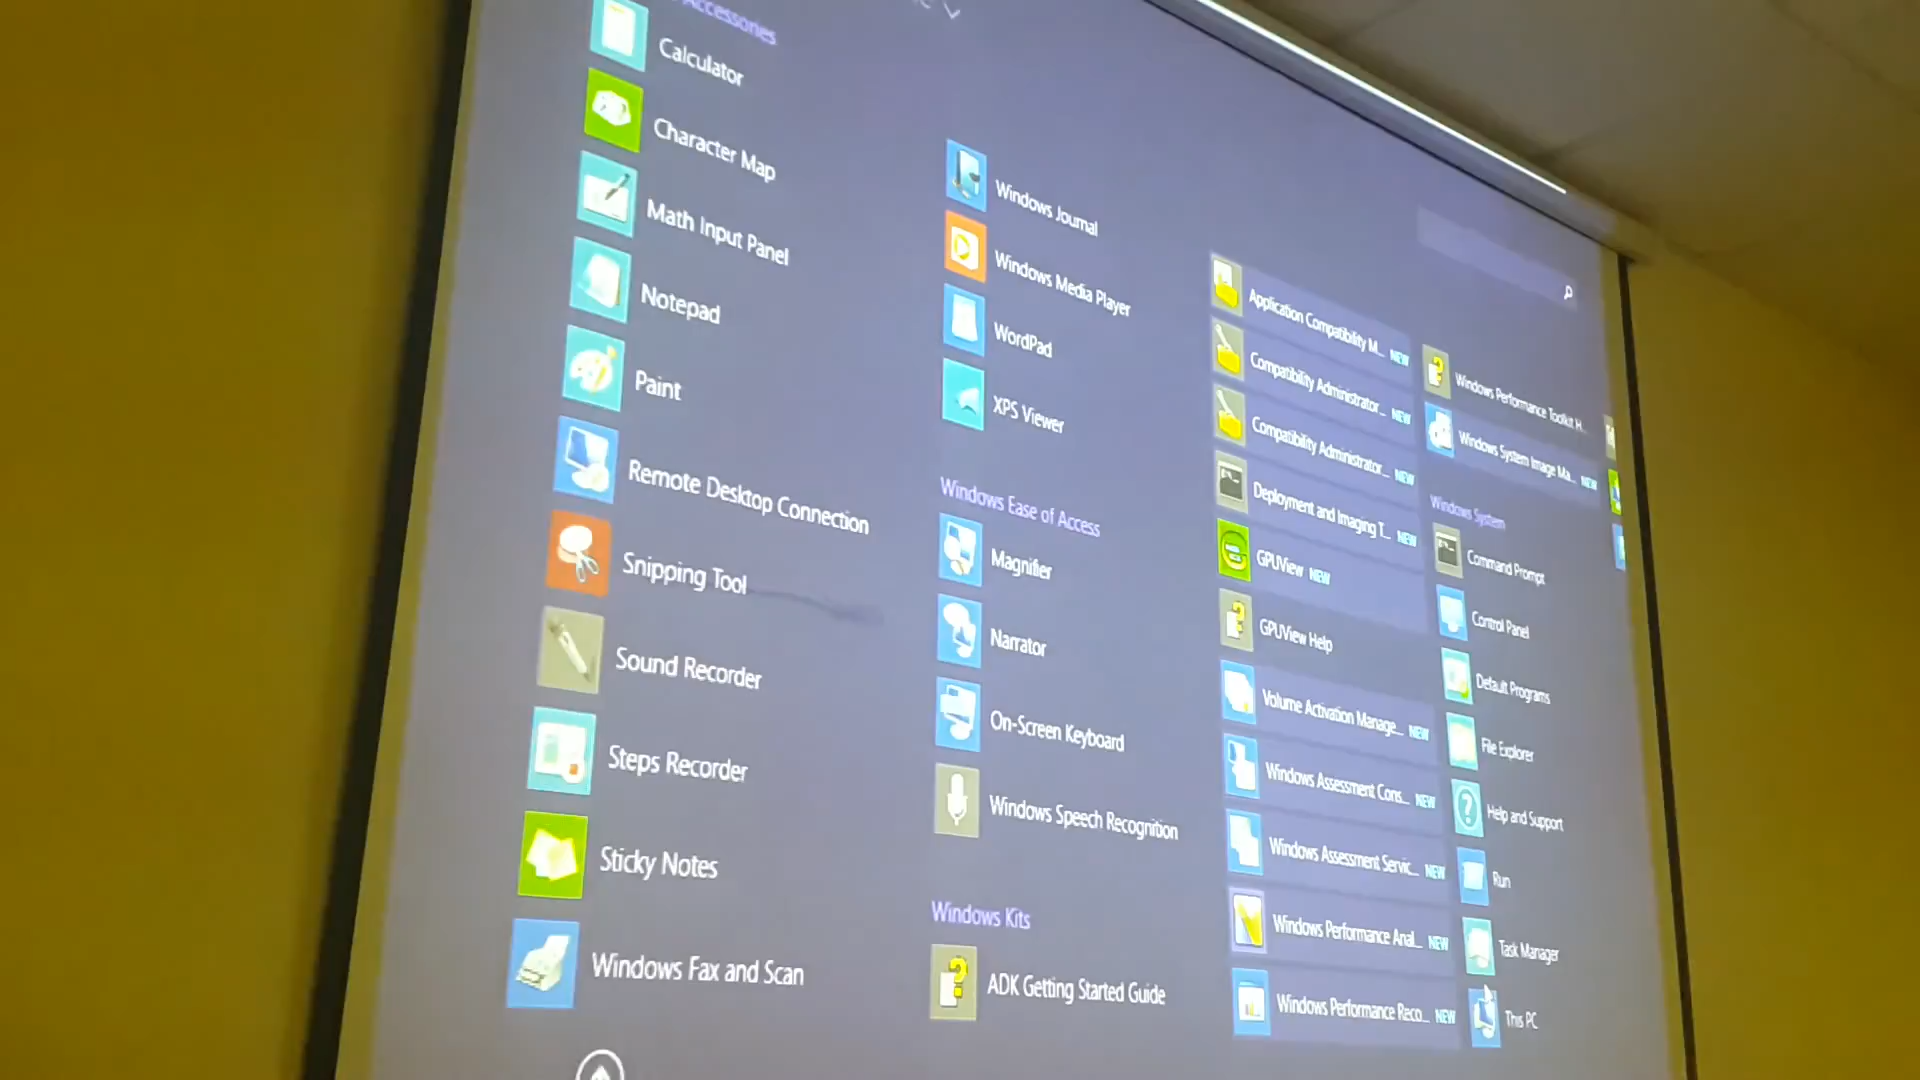 Accessories
Calculator
Character Map
Math Input Panel
Notepad
Paint
Remote Desktop Connection
Snipping Tool
Sound Recorder
Steps Recorder
Sticky Notes
Windows Fax and Scan
Windows Journal
Windows Media Player
WordPad
XPS Viewer
Windows Ease of Access
Magnifier
Narrator
On-Screen Keyboard
Windows Speech Recognition
Windows Kits
ADK Getting Started Guide
Application Compatibility M... NEW
Compatibility Administrator... NEW
Compatibility Administrator... NEW
Deployment and Imaging T... NEW
GPUView NEW
GPUView Help
Volume Activation Manage... NEW
Windows Assessment Cons... NEW
Windows Assessment Servic... NEW
Windows Performance Anal... NEW
Windows Performance Reco... NEW
Windows Performance Toolkit H...
Windows System Image Ma... NEW
Windows System
Command Prompt
Control Panel
Default Programs
File Explorer
Help and Support
Run
Task Manager
This PC